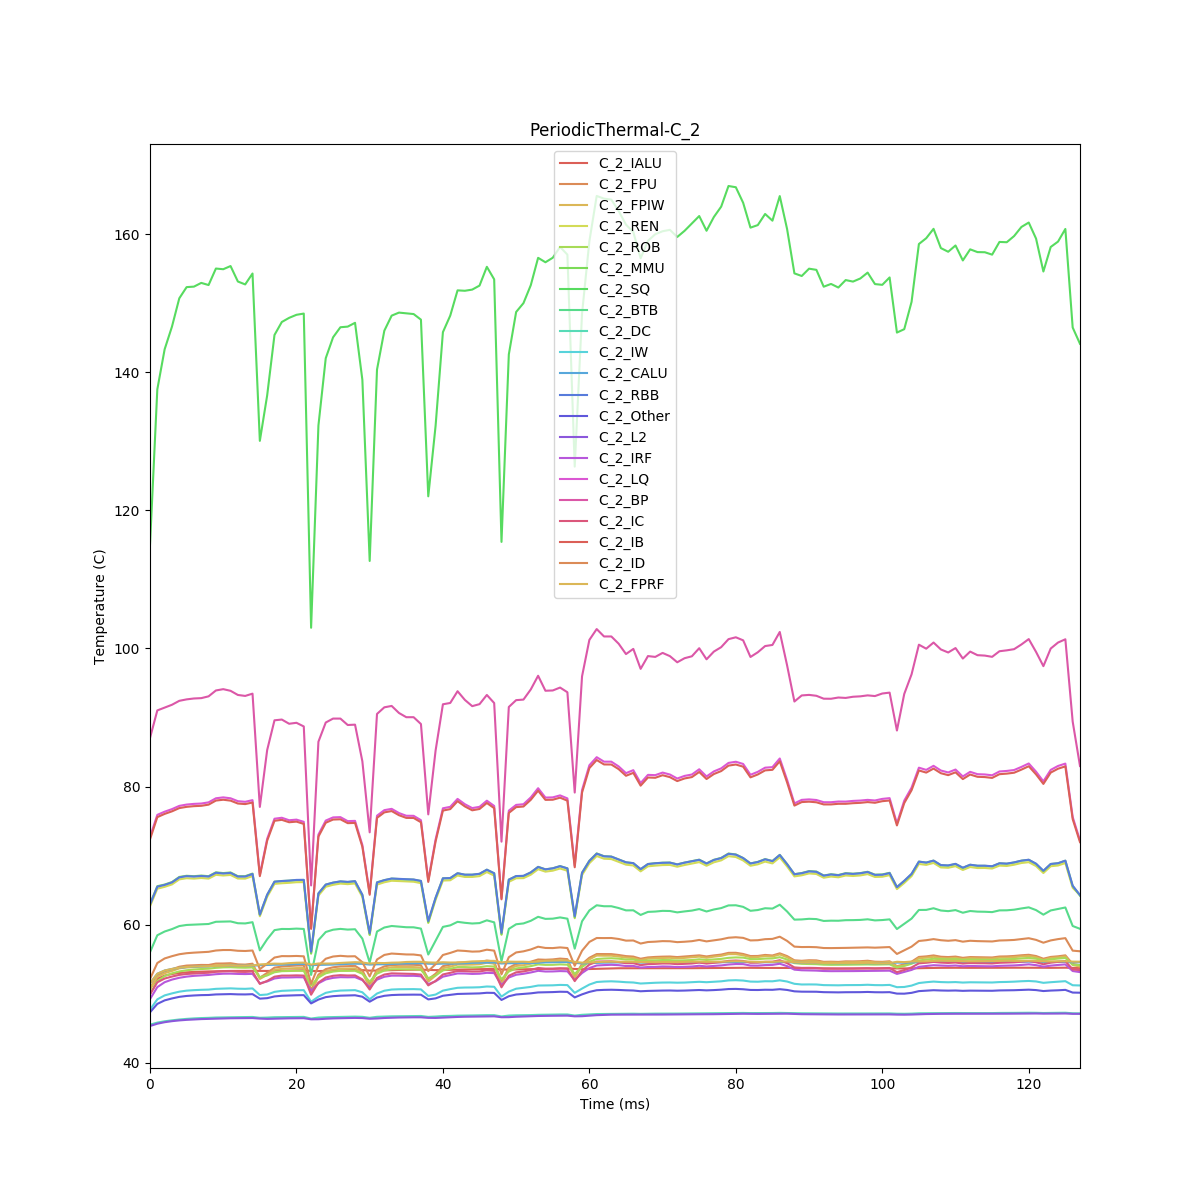 PeriodicThermal-C_2
C_2_IALU
C_2_FPU
C_2_FPIW
C_2_REN
C_2_ROB
C_2_MMU
C_2_SQ
C_2_BTB
C_2_DC
C_2_IW
C_2_CALU
C_2_RBB
C_2_Other
C_2_L2
C_2_IRF
C_2_LQ
C_2_BP
C_2_IC
C_2_IB
C_2_ID
C_2_FPRF
Temperature (C)
160
140
120
100
80
60
40
0 20 40 60 80 100 120
Time (ms)